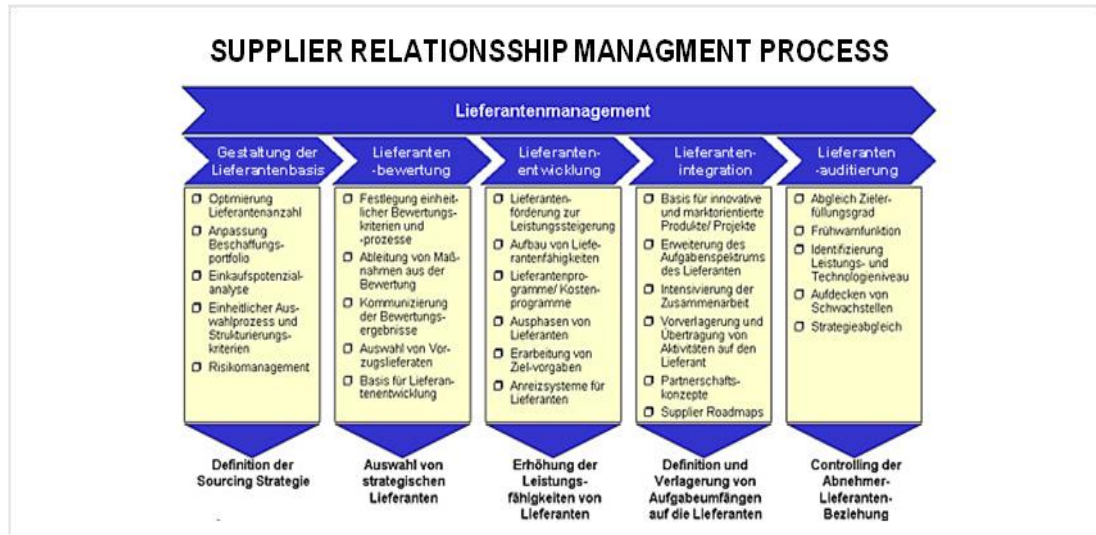 SUPPLIER RELATIONSSHIP MANAGMENT PROCESS
Lieferantenmanagement
Gestaltung der
Lieferantenbasis
Optimierung
Lieferantenanzahl
Anpassung
Beschaffungs-
portfolio
Einkaufspotenzial-
analyse
Einheitlicher Aus-
wahlprozess und
Strukturierungs-
kriterien
Risikomanagement
Definition der
Sourcing Strategie
Lieferanten
-bewertung
Festlegung einheit-
licher Bewertungs-
kriterien und
-prozesse
Ableitung von Maß-
nahmen aus der
Bewertung
Kommunizierung
der Bewertungs-
ergebnisse
Auswahl von Vor-
zugslieferaten
Basis für Lieferan-
tenentwicklung
Auswahl von
strategischen
Lieferanten
Lieferanten-
entwicklung
Lieferanten-
förderung zur
Leistungssteigerung
Aufbau von Liefe-
rantenfähigkeiten
Lieferantenpro-
gramme/ Kosten-
programme
Ausphasen von
Lieferanten
Erarbeitung von
Ziel-vorgaben
Anreizsysteme für
Lieferanten
Erhöhung der
Leistungs-
fähigkeiten von
Lieferanten
Lieferanten-
integration
Basis für innovative
und marktorientierte
Produkte/ Projekte
Erweiterung des
Aufgabenspektrums
des Lieferanten
Intensivierung der
Zusammenarbeit
Vorverlagerung und
Übertragung von
Aktivitäten auf den
Lieferant
Partnerschafts-
konzepte
Supplier Roadmaps
Definition und
Verlagerung von
Aufgabeumfängen
auf die Lieferanten
Lieferanten
-auditierung
Abgleich Zieler-
füllungsgrad
Frühwarnfunktion
Identifizierung
Leistungs- und
Technologieniveau
Aufdecken von
Schwachstellen
Strategieabgleich
Controlling der
Abnehmer-
Lieferanten-
Beziehung